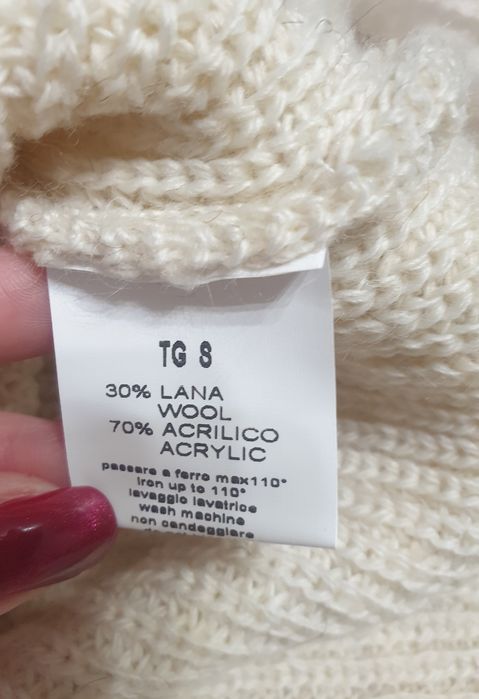 TG S
30% LANA
WOOL
70% ACRILICO
ACRYLIC
passare a ferro max110°
iron up to 110°
lavaggio lavatrice
wash machine
non candeggiare